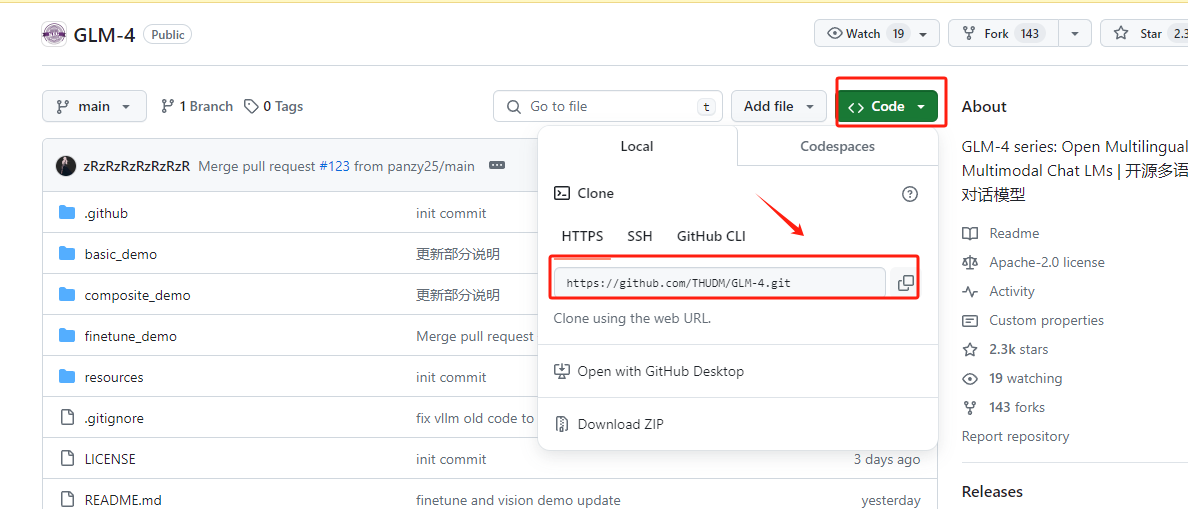 GLM-4 Public Watch 19 Fork 143 Star 2.3
main 1 Branch 0 Tags Go to file t Add file Code About
Local Codespaces
GLM-4 series: Open Multilingual
Multimodal Chat LMs | 开源多语
对话模型
zRzRzRzRzRzRzR Merge pull request #123 from panzy25/main
Clone
.github init commit
HTTPS SSH GitHub CLI
Readme
basic_demo 更新部分说明
Apache-2.0 license
https://github.com/THUDM/GLM-4.git
composite_demo 更新部分说明
Activity
Clone using the web URL.
Custom properties
finetune_demo Merge pull request
2.3k stars
resources init commit
Open with GitHub Desktop
19 watching
143 forks
.gitignore fix vllm old code to
Download ZIP
Report repository
LICENSE init commit 3 days ago
Releases
README.md finetune and vision demo update yesterday